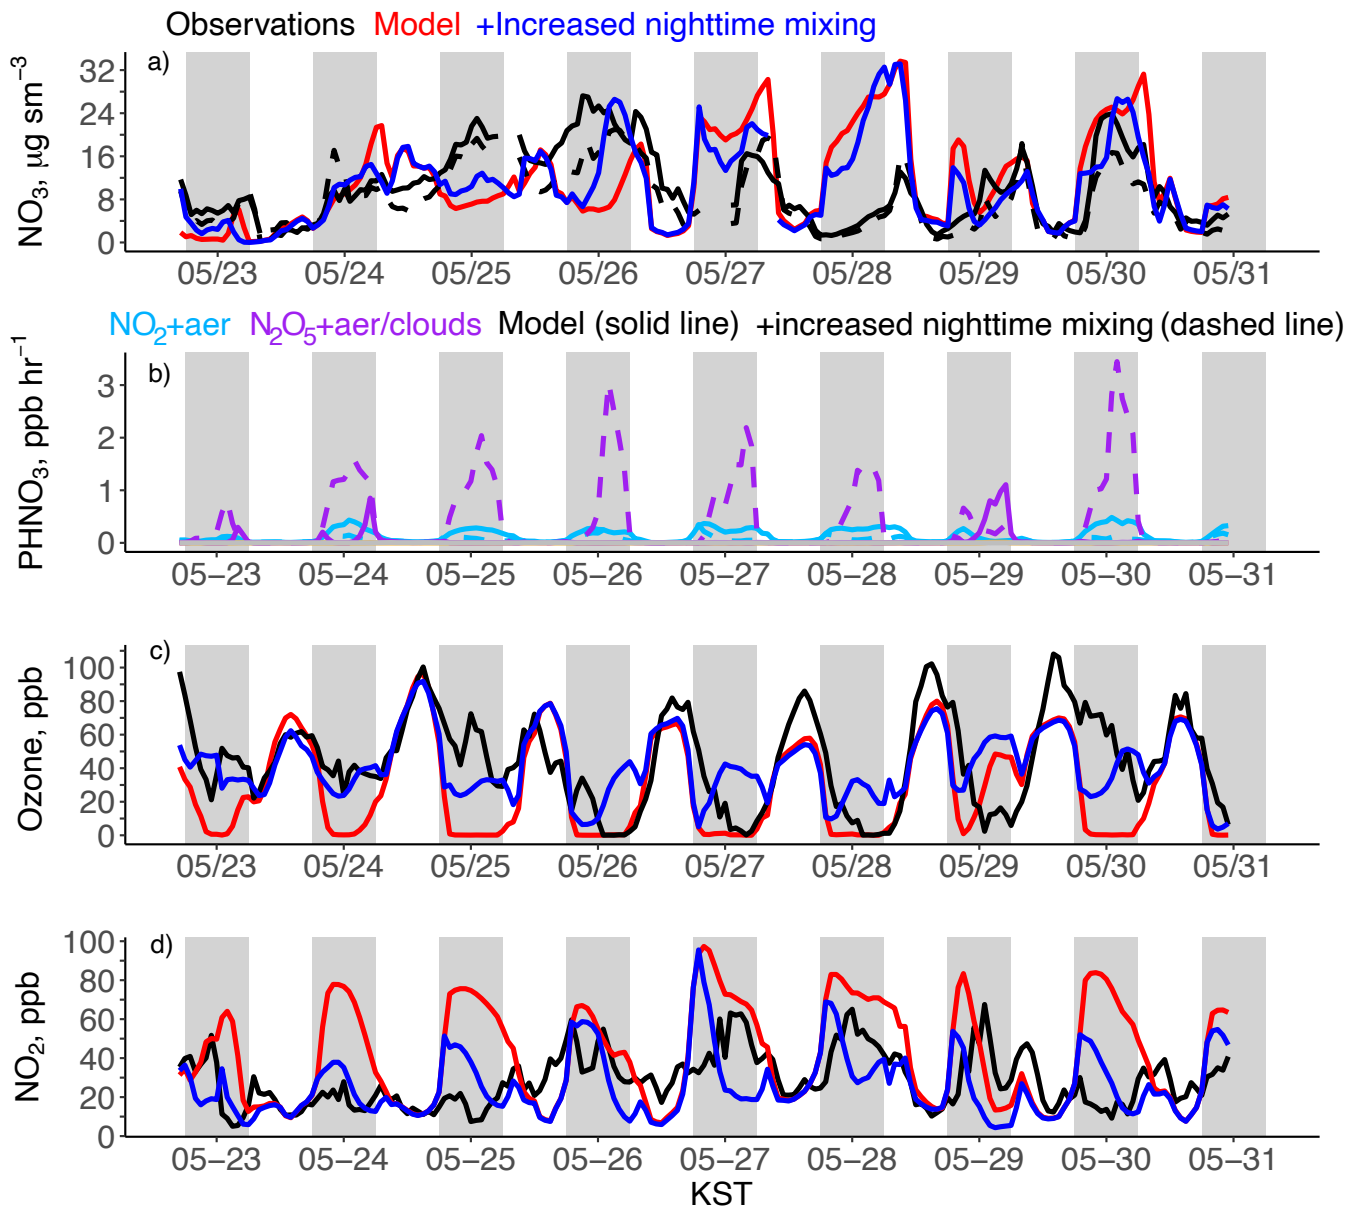 Observations Model +Increased nighttime mixing
a)
NO₃, μg sm⁻³
32
24
16
8
0
05/23 05/24 05/25 05/26 05/27 05/28 05/29 05/30 05/31
NO₂+aer N₂O₅+aer/clouds Model (solid line) +increased nighttime mixing (dashed line)
b)
PHNO₃, ppb hr⁻¹
3
2
1
0
05−23 05−24 05−25 05−26 05−27 05−28 05−29 05−30 05−31
c)
Ozone, ppb
100
80
60
40
20
0
05/23 05/24 05/25 05/26 05/27 05/28 05/29 05/30 05/31
d)
NO₂, ppb
100
80
60
40
20
0
05−23 05−24 05−25 05−26 05−27 05−28 05−29 05−30 05−31
KST